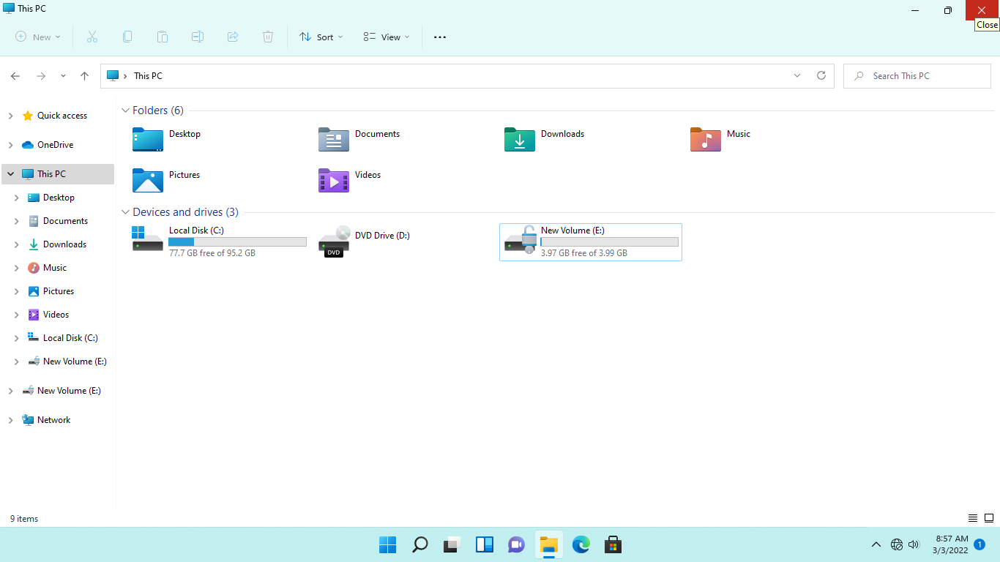 This PC
Close
New
Sort
View
This PC
Search This PC
Quick access
OneDrive
This PC
Desktop
Documents
Downloads
Music
Pictures
Videos
Local Disk (C:)
New Volume (E:)
New Volume (E:)
Network
Folders (6)
Desktop
Documents
Downloads
Music
Pictures
Videos
Devices and drives (3)
Local Disk (C:)
77.7 GB free of 95.2 GB
DVD
DVD Drive (D:)
New Volume (E:)
3.97 GB free of 3.99 GB
9 items
8:57 AM
3/3/2022
1